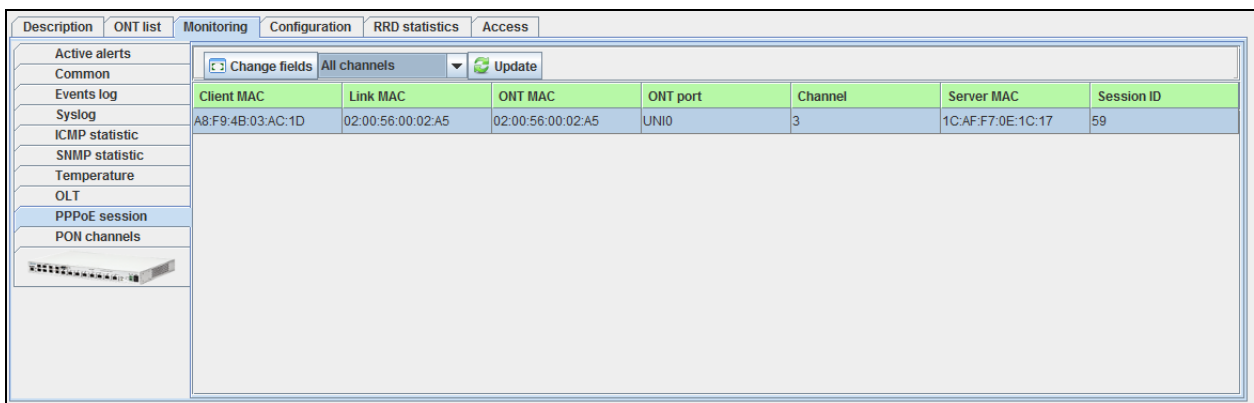 Description ONT list Monitoring Configuration RRD statistics Access
Active alerts
Common
Events log
Syslog
ICMP statistic
SNMP statistic
Temperature
OLT
PPPoE session
PON channels
Change fields All channels Update
Client MAC Link MAC ONT MAC ONT port Channel Server MAC Session ID
A8:F9:4B:03:AC:1D 02:00:56:00:02:A5 02:00:56:00:02:A5 UNI0 3 1C:AF:F7:0E:1C:17 59